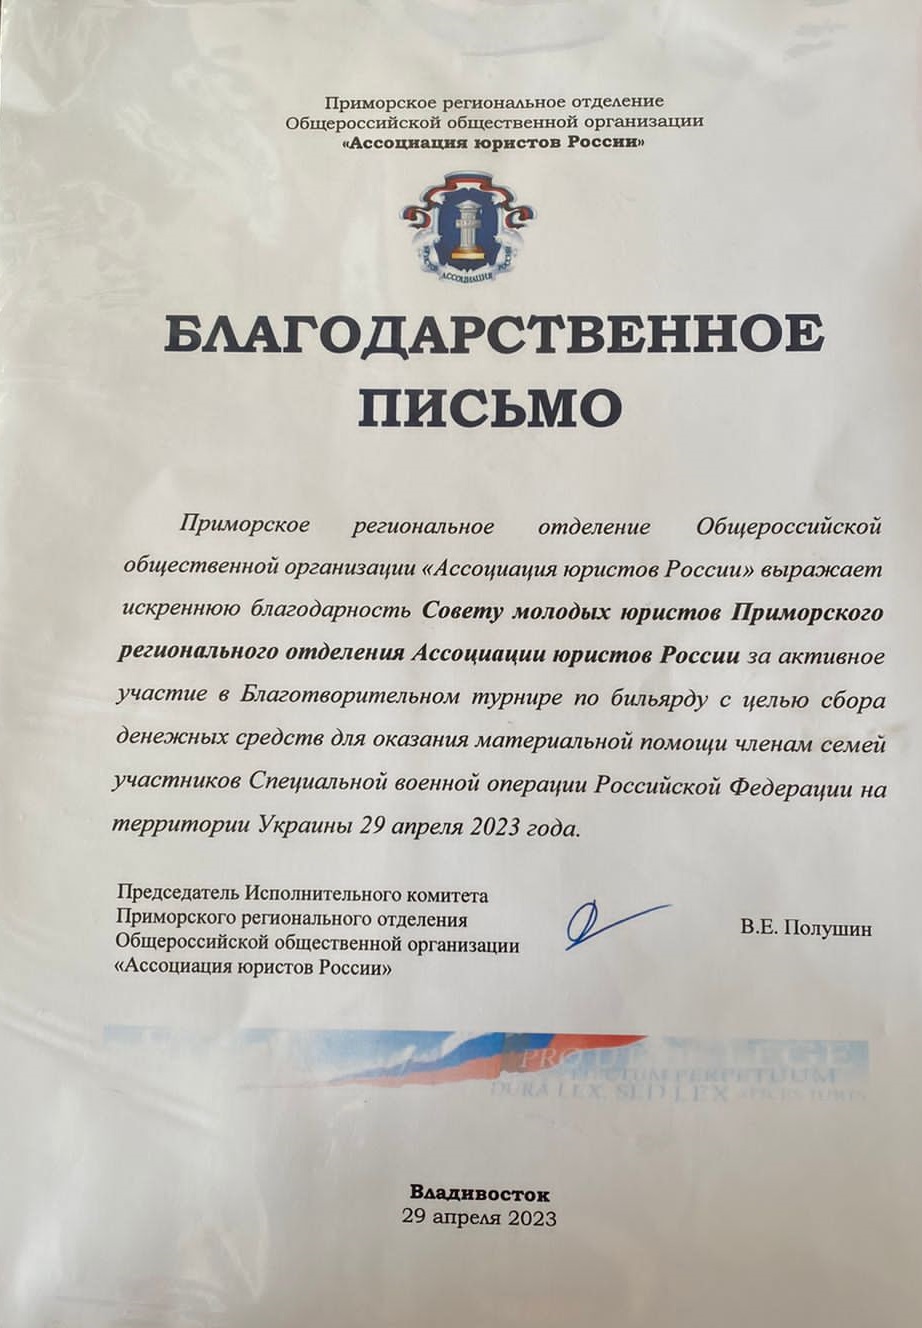 Приморское региональное отделение
Общероссийской общественной организации
«Ассоциация юристов России»
АССОЦИАЦИЯ
БЛАГОДАРСТВЕННОЕ
ПИСЬМО
Приморское региональное отделение Общероссийской
общественной организации «Ассоциация юристов России» выражает
искреннюю благодарность Совету молодых юристов Приморского
регионального отделения Ассоциации юристов России за активное
участие в Благотворительном турнире по бильярду с целью сбора
денежных средств для оказания материальной помощи членам семей
участников Специальной военной операции Российской Федерации на
территории Украины 29 апреля 2023 года.
Председатель Исполнительного комитета
Приморского регионального отделения
Общероссийской общественной организации
«Ассоциация юристов России»
В.Е. Полушин
PRO LEGE
PERPETUUM
DURA LEX, SED LEX
Владивосток
29 апреля 2023